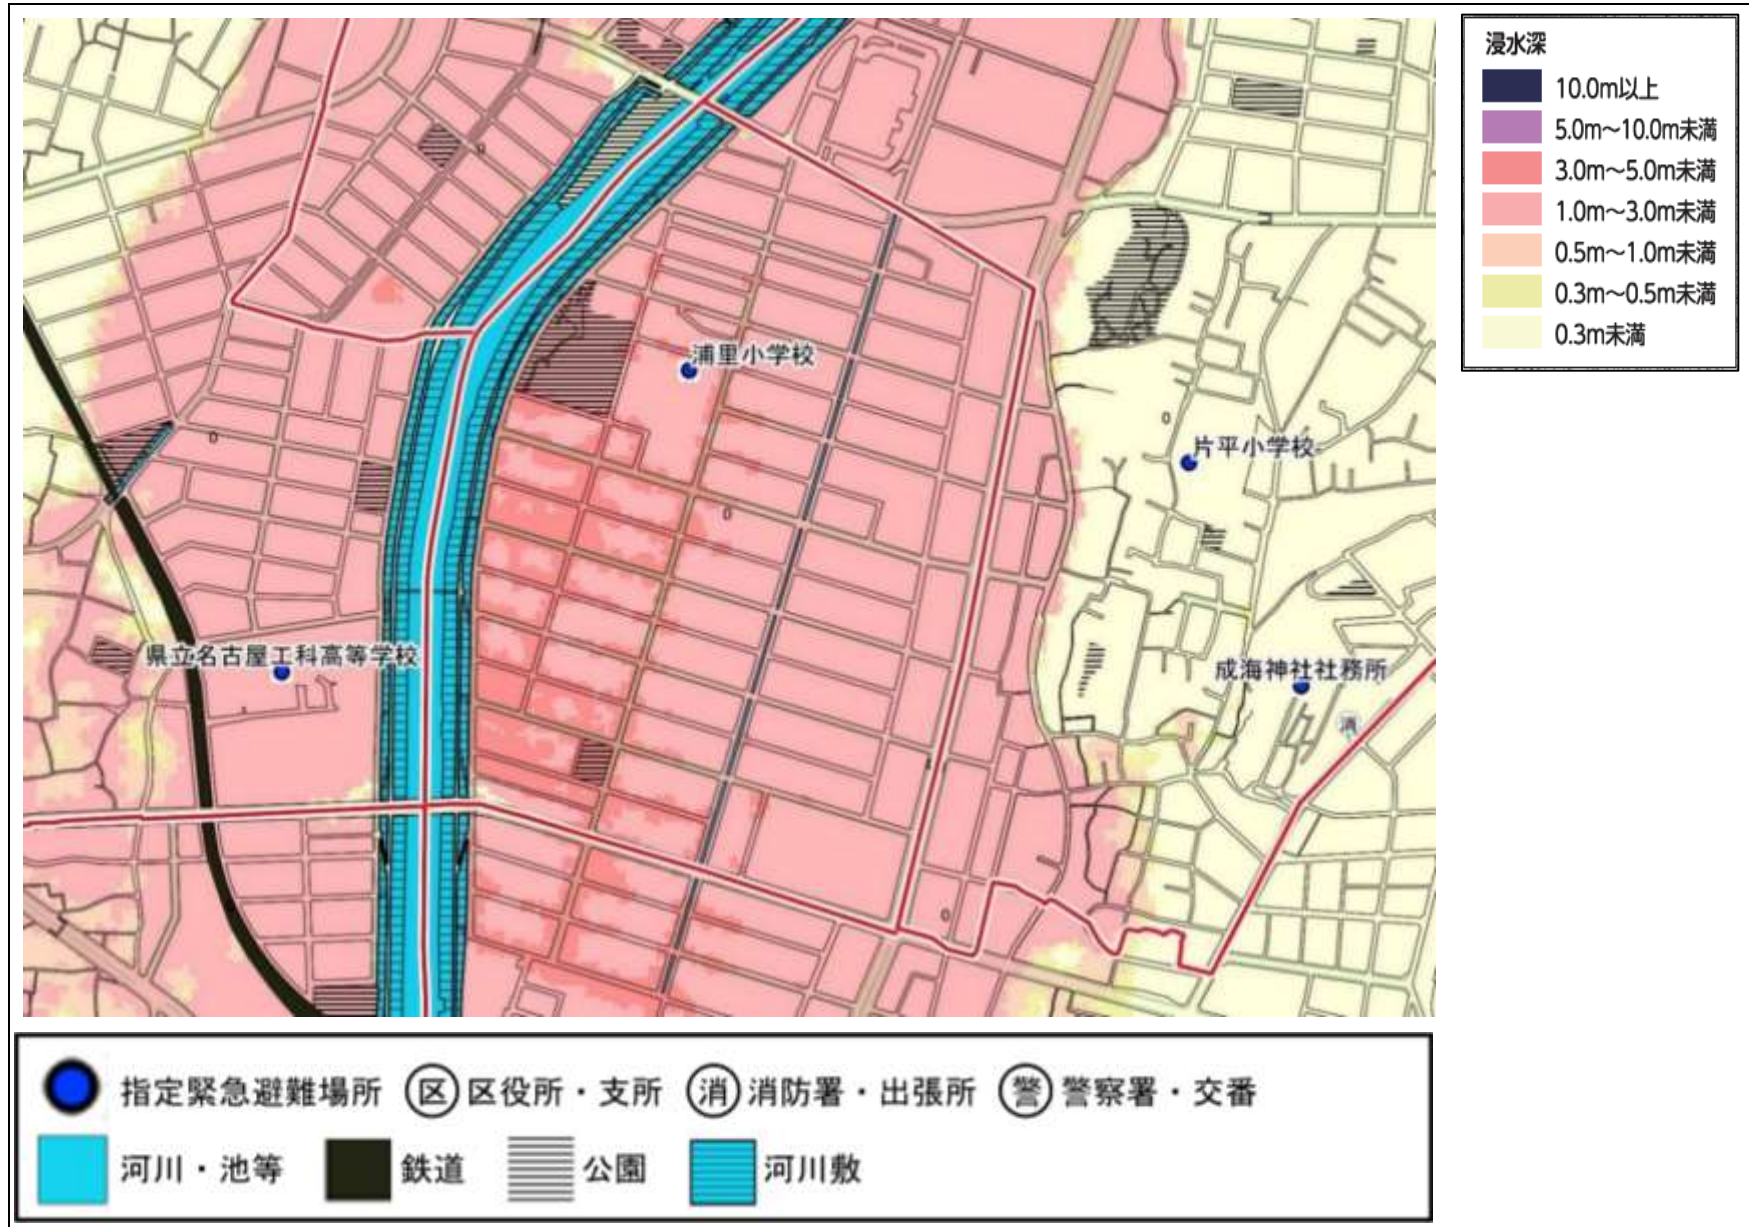 浸水深
10.0m以上
5.0m～10.0m未満
3.0m～5.0m未満
1.0m～3.0m未満
0.5m～1.0m未満
0.3m～0.5m未満
0.3m未満
浦里小学校
片平小学校
県立名古屋工科高等学校
成海神社社務所
消
指定緊急避難場所 区 区役所・支所 消 消防署・出張所 警 警察署・交番
河川・池等 鉄道 公園 河川敷